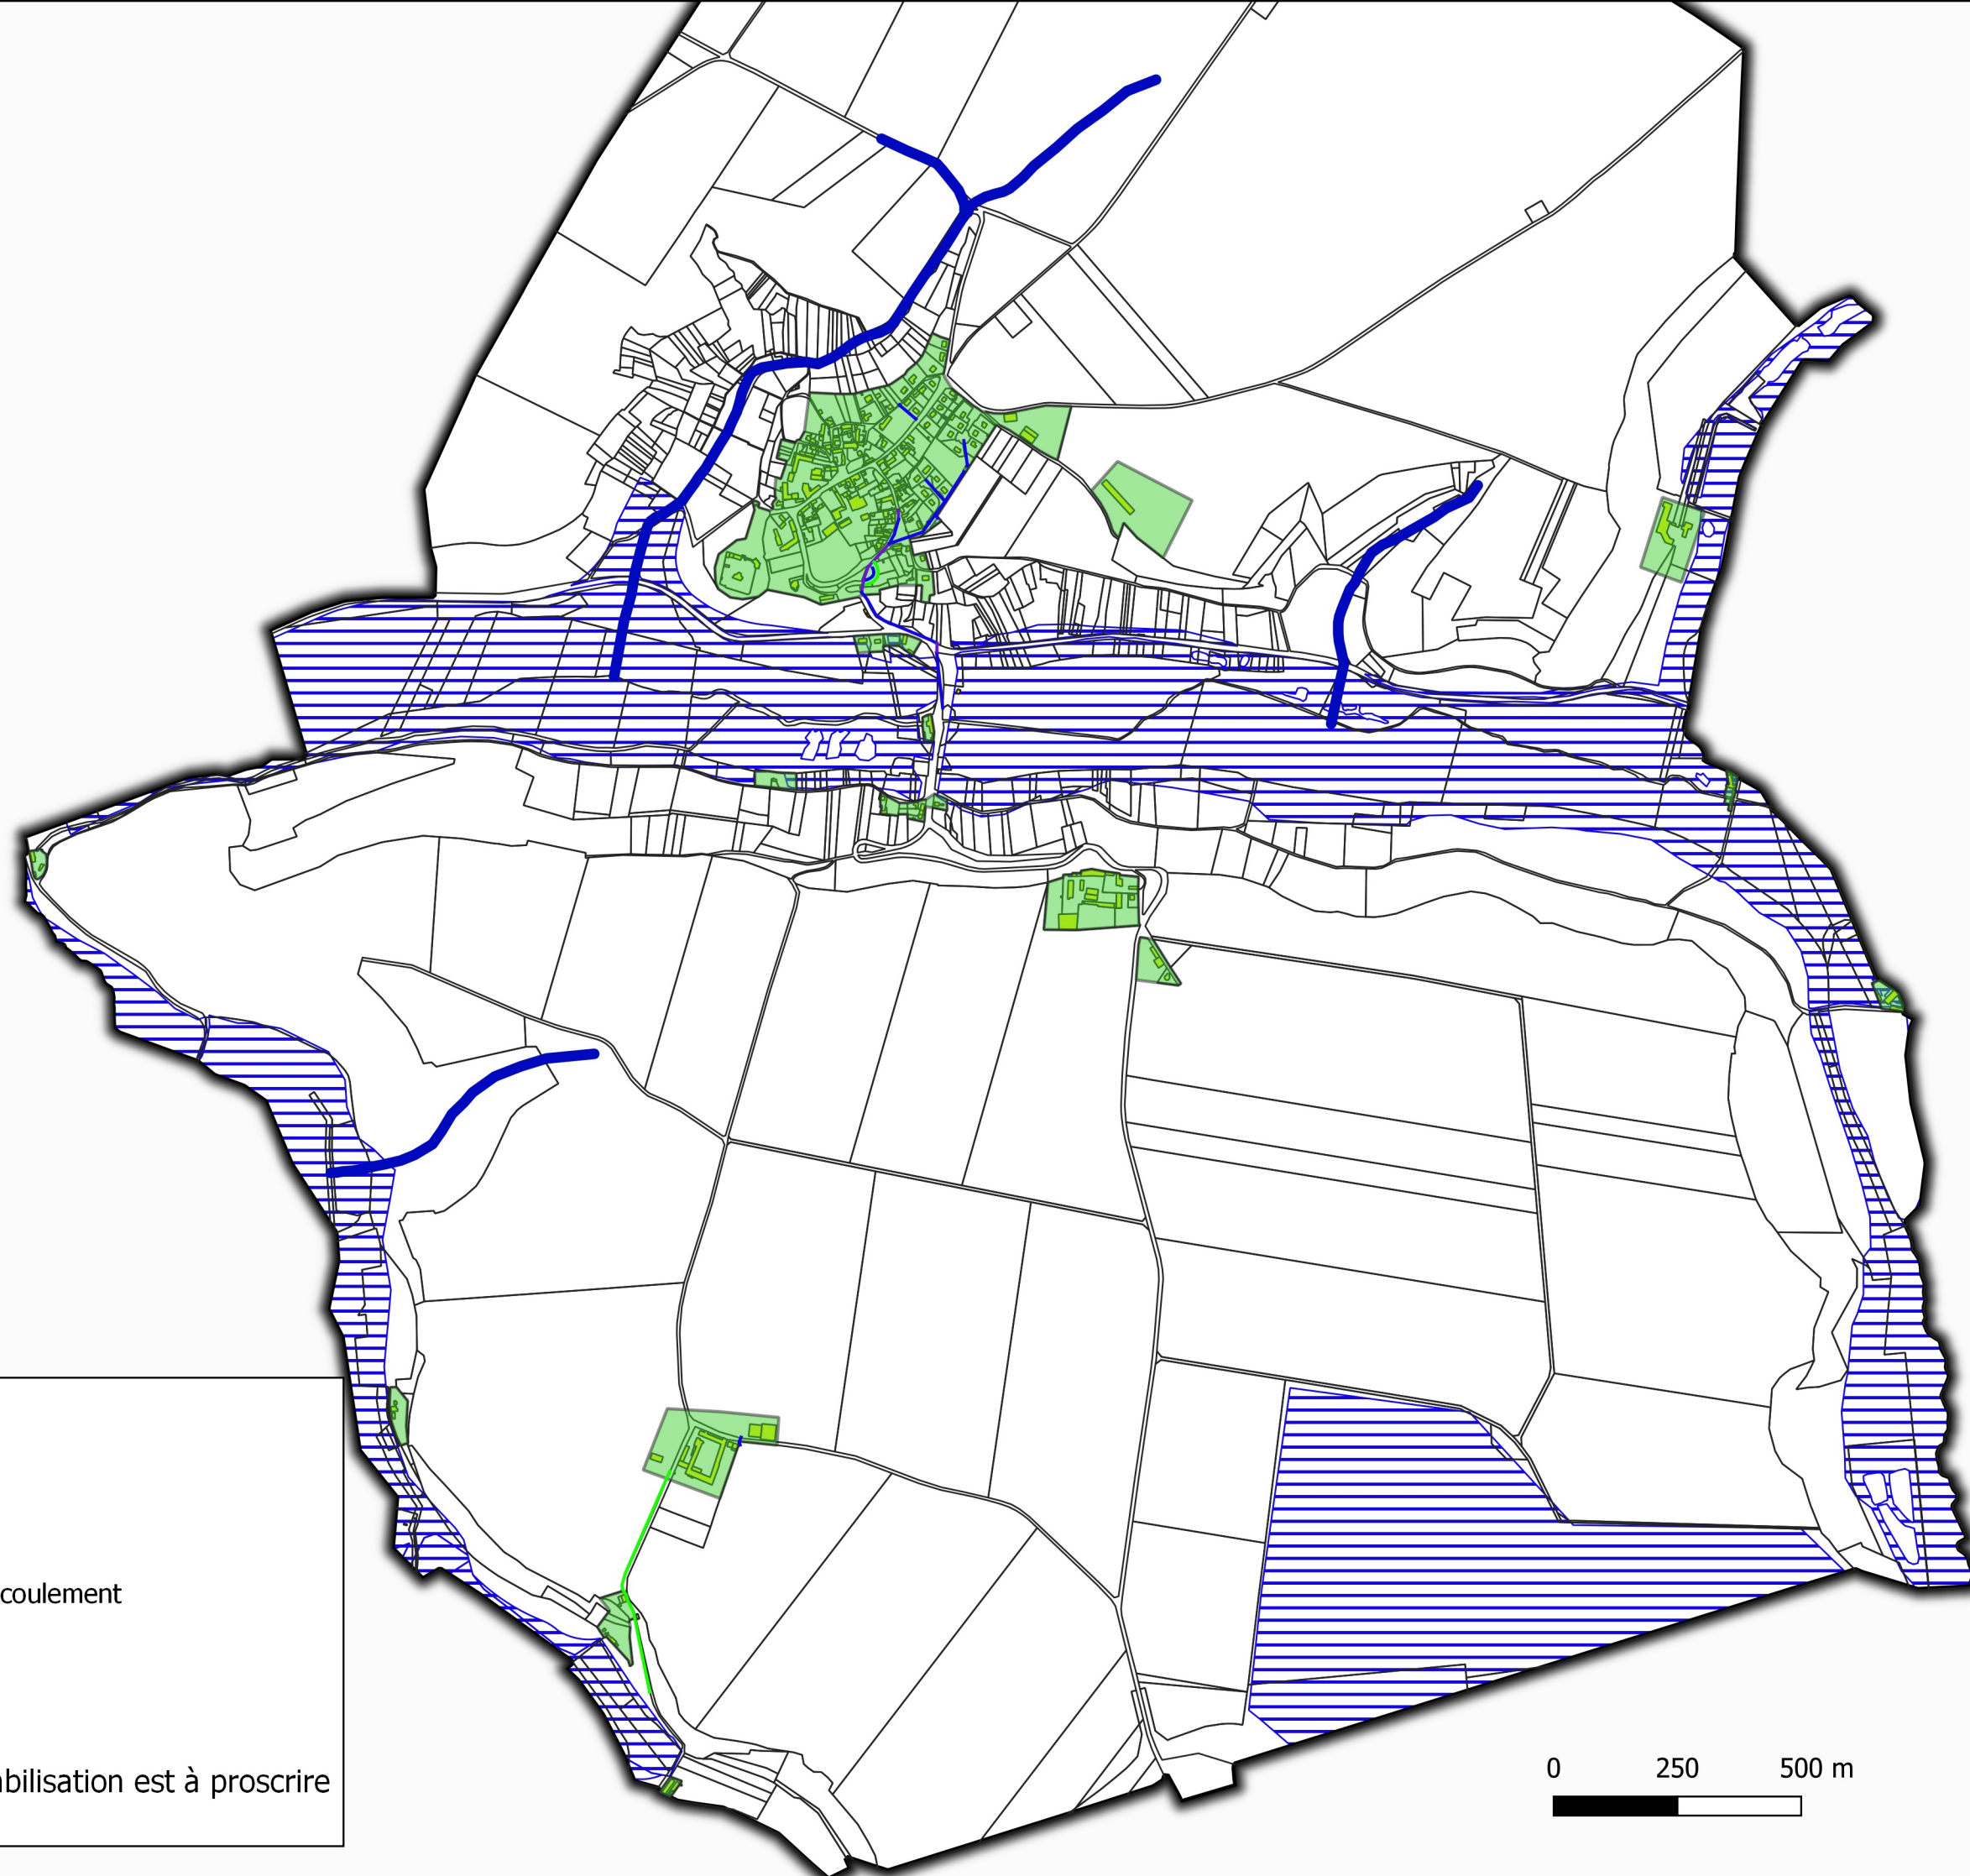 coulement
bilisation est à proscrire
0 250 500 m